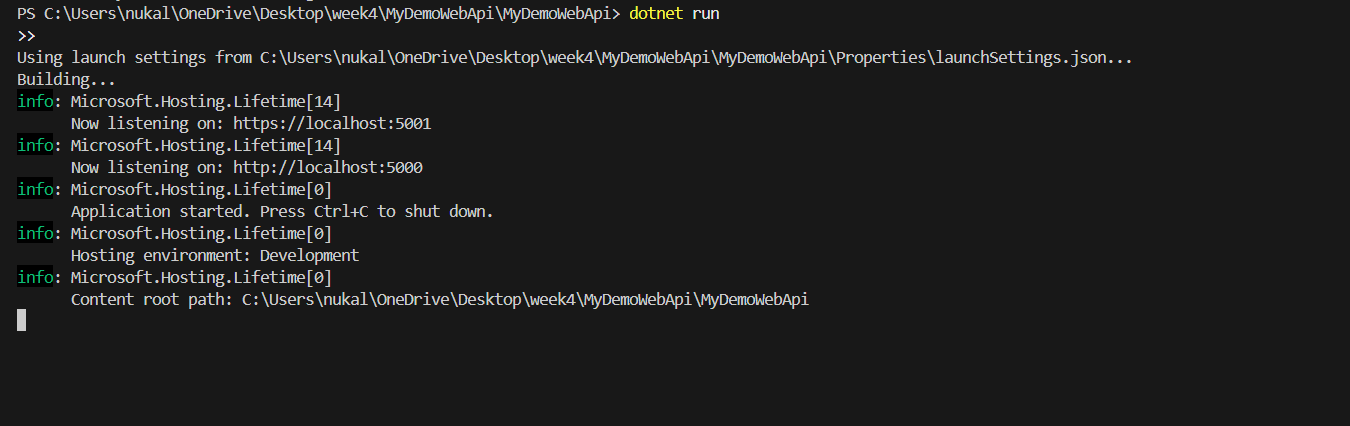 PS C:\Users\nukal\OneDrive\Desktop\week4\MyDemoWebApi\MyDemoWebApi> dotnet run
>>
Using launch settings from C:\Users\nukal\OneDrive\Desktop\week4\MyDemoWebApi\MyDemoWebApi\Properties\launchSettings.json...
Building...
info: Microsoft.Hosting.Lifetime[14]
Now listening on: https://localhost:5001
info: Microsoft.Hosting.Lifetime[14]
Now listening on: http://localhost:5000
info: Microsoft.Hosting.Lifetime[0]
Application started. Press Ctrl+C to shut down.
info: Microsoft.Hosting.Lifetime[0]
Hosting environment: Development
info: Microsoft.Hosting.Lifetime[0]
Content root path: C:\Users\nukal\OneDrive\Desktop\week4\MyDemoWebApi\MyDemoWebApi